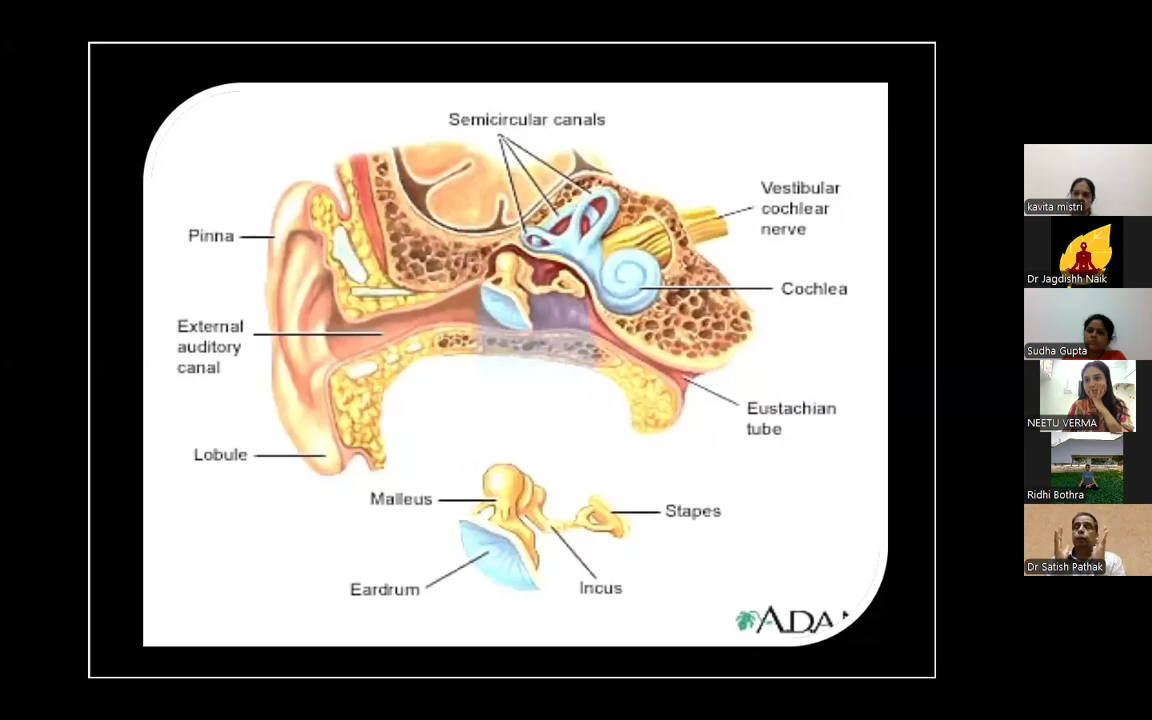 Semicircular canals
Vestibular
cochlear
nerve
Pinna
Cochlea
External
auditory
canal
Eustachian
tube
Lobule
Malleus
Stapes
Eardrum
Incus
kavita mistri
Dr Jagdishh Naik
Sudha Gupta
NEETU VERMA
Ridhi Bothra
Dr Satish Pathak